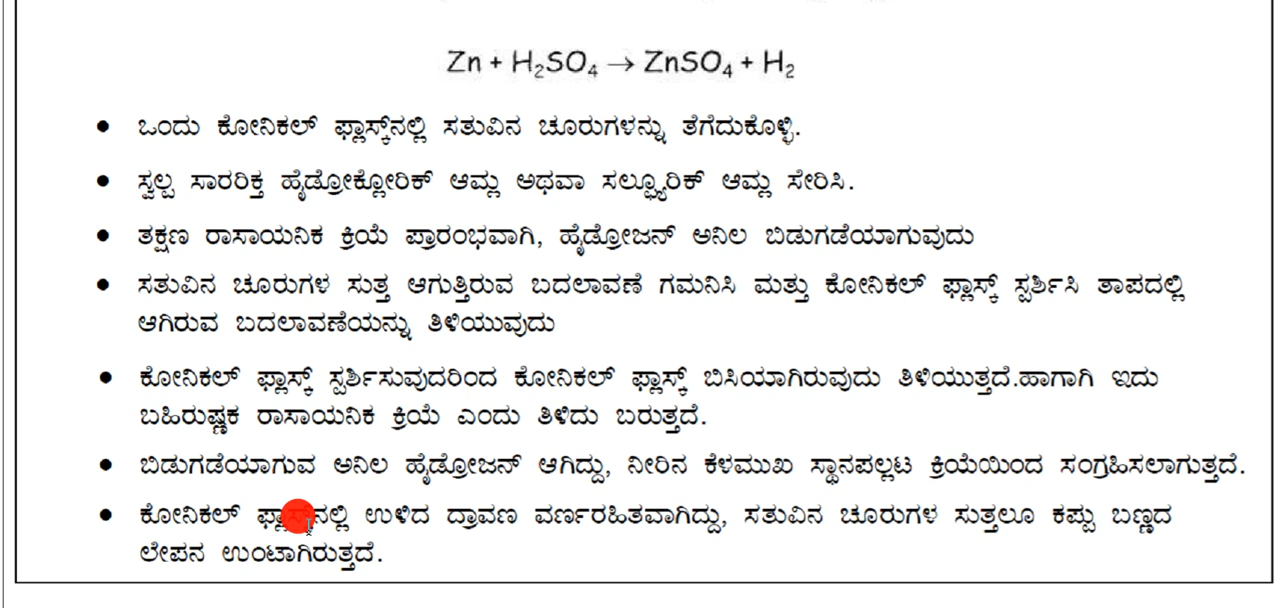 Zn + H₂SO₄ → ZnSO₄ + H₂
• ಒಂದು ಕೋನಿಕಲ್ ಫ್ಲಾಸ್ಕ್‌ನಲ್ಲಿ ಸತುವಿನ ಚೂರುಗಳನ್ನು ತೆಗೆದುಕೊಳ್ಳಿ.
• ಸ್ವಲ್ಪ ಸಾರರಿಕ್ತ ಹೈಡ್ರೋಕ್ಲೋರಿಕ್ ಆಮ್ಲ ಅಥವಾ ಸಲ್ಫ್ಯೂರಿಕ್ ಆಮ್ಲ ಸೇರಿಸಿ.
• ತಕ್ಷಣ ರಾಸಾಯನಿಕ ಕ್ರಿಯೆ ಪ್ರಾರಂಭವಾಗಿ, ಹೈಡ್ರೋಜನ್ ಅನಿಲ ಬಿಡುಗಡೆಯಾಗುವುದು
• ಸತುವಿನ ಚೂರುಗಳ ಸುತ್ತ ಆಗುತ್ತಿರುವ ಬದಲಾವಣೆ ಗಮನಿಸಿ ಮತ್ತು ಕೋನಿಕಲ್ ಫ್ಲಾಸ್ಕ್ ಸ್ಪರ್ಶಿಸಿ ತಾಪದಲ್ಲಿ
ಆಗಿರುವ ಬದಲಾವಣೆಯನ್ನು ತಿಳಿಯುವುದು
• ಕೋನಿಕಲ್ ಫ್ಲಾಸ್ಕ್ ಸ್ಪರ್ಶಿಸುವುದರಿಂದ ಕೋನಿಕಲ್ ಫ್ಲಾಸ್ಕ್ ಬಿಸಿಯಾಗಿರುವುದು ತಿಳಿಯುತ್ತದೆ.ಹಾಗಾಗಿ ಇದು
ಬಹಿರುಷ್ಣಕ ರಾಸಾಯನಿಕ ಕ್ರಿಯೆ ಎಂದು ತಿಳಿದು ಬರುತ್ತದೆ.
• ಬಿಡುಗಡೆಯಾಗುವ ಅನಿಲ ಹೈಡ್ರೋಜನ್ ಆಗಿದ್ದು, ನೀರಿನ ಕೆಳಮುಖ ಸ್ಥಾನಪಲ್ಲಟ ಕ್ರಿಯೆಯಿಂದ ಸಂಗ್ರಹಿಸಲಾಗುತ್ತದೆ.
• ಕೋನಿಕಲ್ ಫ್ಲಾಸ್ಕ್‌ನಲ್ಲಿ ಉಳಿದ ದ್ರಾವಣ ವರ್ಣರಹಿತವಾಗಿದ್ದು, ಸತುವಿನ ಚೂರುಗಳ ಸುತ್ತಲೂ ಕಪ್ಪು ಬಣ್ಣದ
ಲೇಪನ ಉಂಟಾಗಿರುತ್ತದೆ.